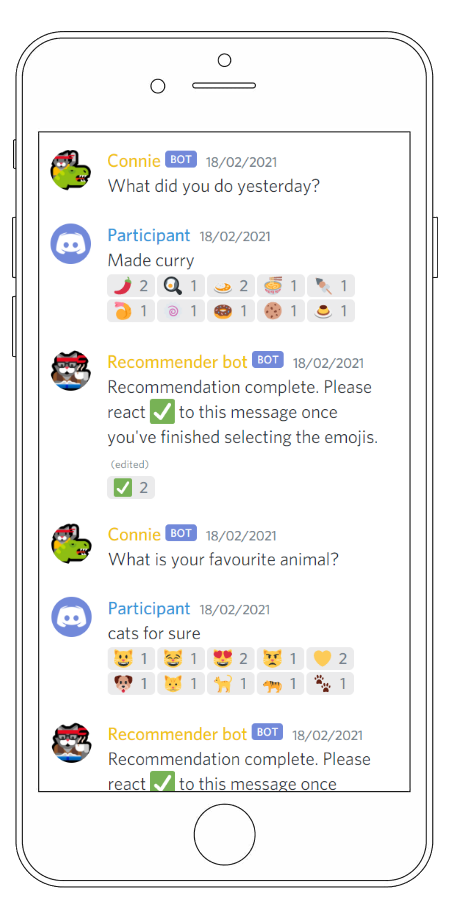 Connie BOT 18/02/2021
What did you do yesterday?
Participant 18/02/2021
Made curry
🌶️ 2 🍳 1 🍛 2 🍜 1 🍢 1
🍤 1 🍥 1 🍩 1 🍪 1 🍮 1
Recommender bot BOT 18/02/2021
Recommendation complete. Please
react ✅ to this message once
you've finished selecting the emojis.
(edited)
✅ 2
Connie BOT 18/02/2021
What is your favourite animal?
Participant 18/02/2021
cats for sure
😺 1 😹 1 😻 2 😾 1 💛 2
🐶 1 🐱 1 🐈 1 🐅 1 🐾 1
Recommender bot BOT 18/02/2021
Recommendation complete. Please
react ✅ to this message once